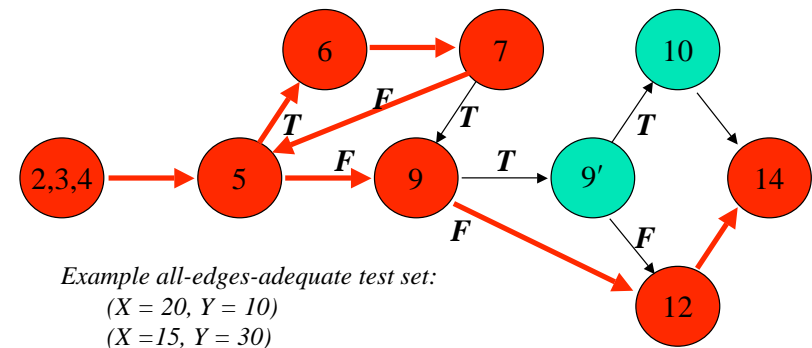 6 7 10
F
T T T
2,3,4 5 F 9 T 9′ 14
F F
Example all-edges-adequate test set:
12
(X = 20, Y = 10)
(X =15, Y = 30)